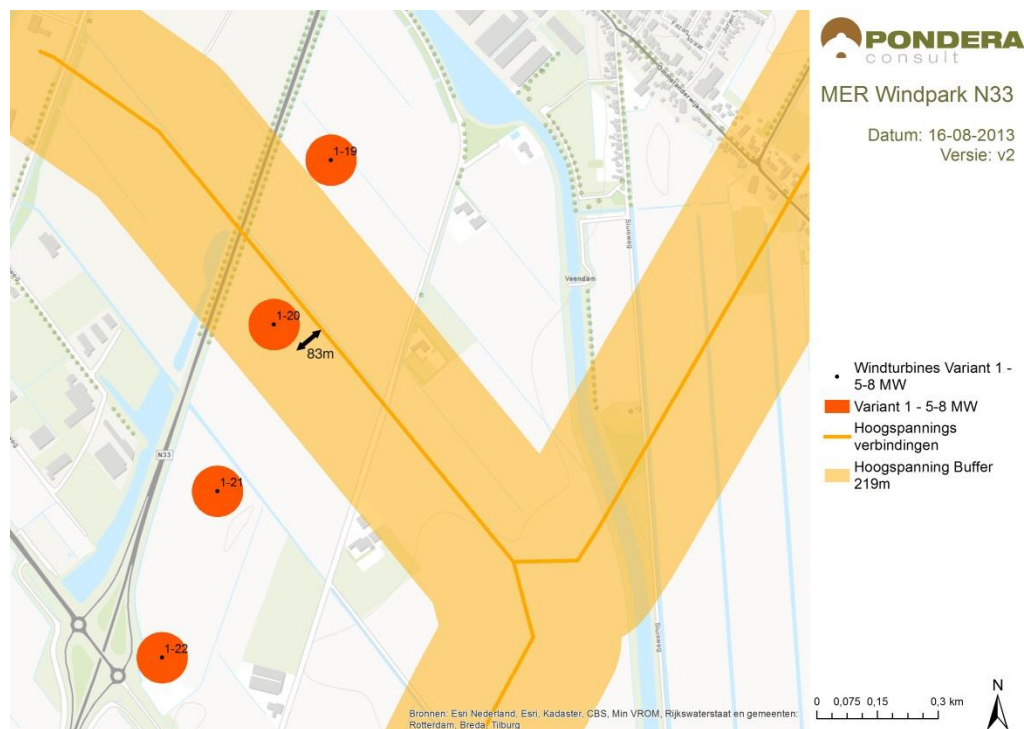 PONDERA
consult
MER Windpark N33
Datum: 16-08-2013
Versie: v2
1-19
1-20
83m
1-21
1-22
N33
Veendam
Sluisweg
Sluisweg
Windturbines Variant 1 -
5-8 MW
Variant 1 - 5-8 MW
Hoogspannings
verbindingen
Hoogspanning Buffer
219m
0 0,075 0,15 0,3 km
N
Bronnen: Esri Nederland, Esri, Kadaster, CBS, Min VROM, Rijkswaterstaat en gemeenten:
Rotterdam, Breda, Tilburg